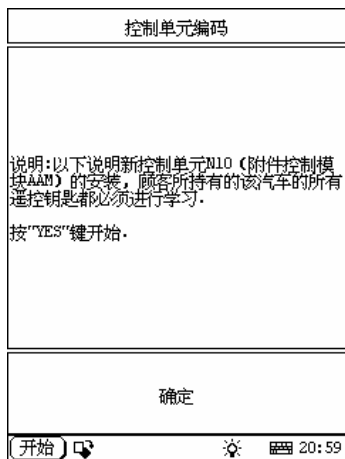 控制单元编码
说明:以下说明新控制单元N10（附件控制模
块AAM）的安装, 顾客所持有的该汽车的所有
遥控钥匙都必须进行学习.
按"YES"键开始.
确定
开始 20:59